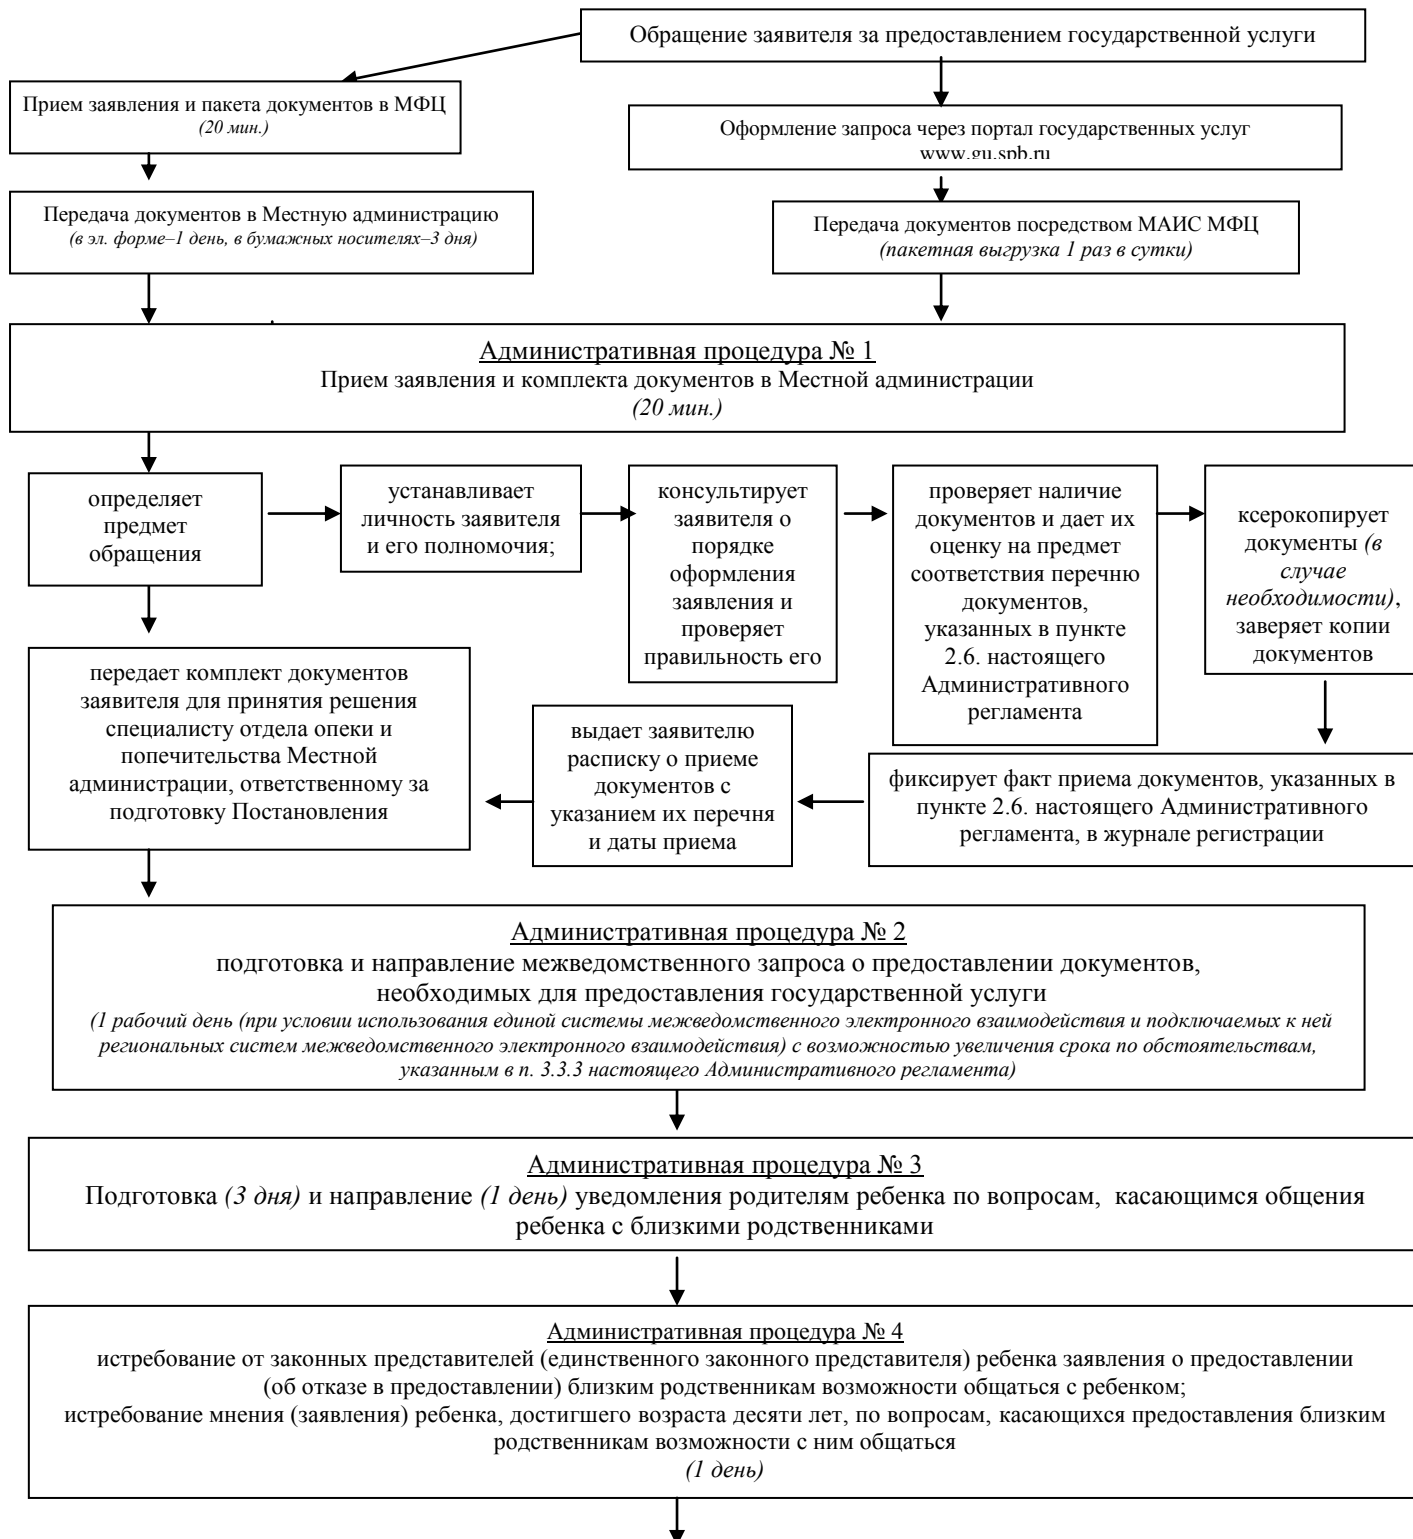 Обращение заявителя за предоставлением государственной услуги
Прием заявления и пакета документов в МФЦ
(20 мин.)
Оформление запроса через портал государственных услуг
www.gu.spb.ru
Передача документов в Местную администрацию
(в эл. форме–1 день, в бумажных носителях–3 дня)
Передача документов посредством МАИС МФЦ
(пакетная выгрузка 1 раз в сутки)
Административная процедура № 1
Прием заявления и комплекта документов в Местной администрации
(20 мин.)
определяет
предмет
обращения
устанавливает
личность заявителя
и его полномочия;
консультирует
заявителя о
порядке
оформления
заявления и
проверяет
правильность его
проверяет наличие
документов и дает их
оценку на предмет
соответствия перечню
документов,
указанных в пункте
2.6. настоящего
Административного
регламента
ксерокопирует
документы (в
случае
необходимости),
заверяет копии
документов
фиксирует факт приема документов, указанных в
пункте 2.6. настоящего Административного
регламента, в журнале регистрации
выдает заявителю
расписку о приеме
документов с
указанием их перечня
и даты приема
передает комплект документов
заявителя для принятия решения
специалисту отдела опеки и
попечительства Местной
администрации, ответственному за
подготовку Постановления
Административная процедура № 2
подготовка и направление межведомственного запроса о предоставлении документов,
необходимых для предоставления государственной услуги
(1 рабочий день (при условии использования единой системы межведомственного электронного взаимодействия и подключаемых к ней
региональных систем межведомственного электронного взаимодействия) с возможностью увеличения срока по обстоятельствам,
указанным в п. 3.3.3 настоящего Административного регламента)
Административная процедура № 3
Подготовка (3 дня) и направление (1 день) уведомления родителям ребенка по вопросам, касающимся общения
ребенка с близкими родственниками
Административная процедура № 4
истребование от законных представителей (единственного законного представителя) ребенка заявления о предоставлении
(об отказе в предоставлении) близким родственникам возможности общаться с ребенком;
истребование мнения (заявления) ребенка, достигшего возраста десяти лет, по вопросам, касающихся предоставления близким
родственникам возможности с ним общаться
(1 день)